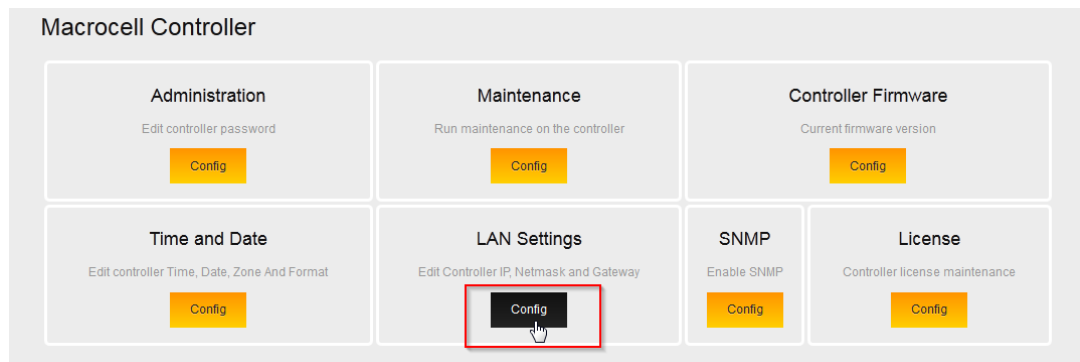 Macrocell Controller
Administration
Edit controller password
Config
Maintenance
Run maintenance on the controller
Config
Controller Firmware
Current firmware version
Config
Time and Date
Edit controller Time, Date, Zone And Format
Config
LAN Settings
Edit Controller IP, Netmask and Gateway
Config
SNMP
Enable SNMP
Config
License
Controller license maintenance
Config